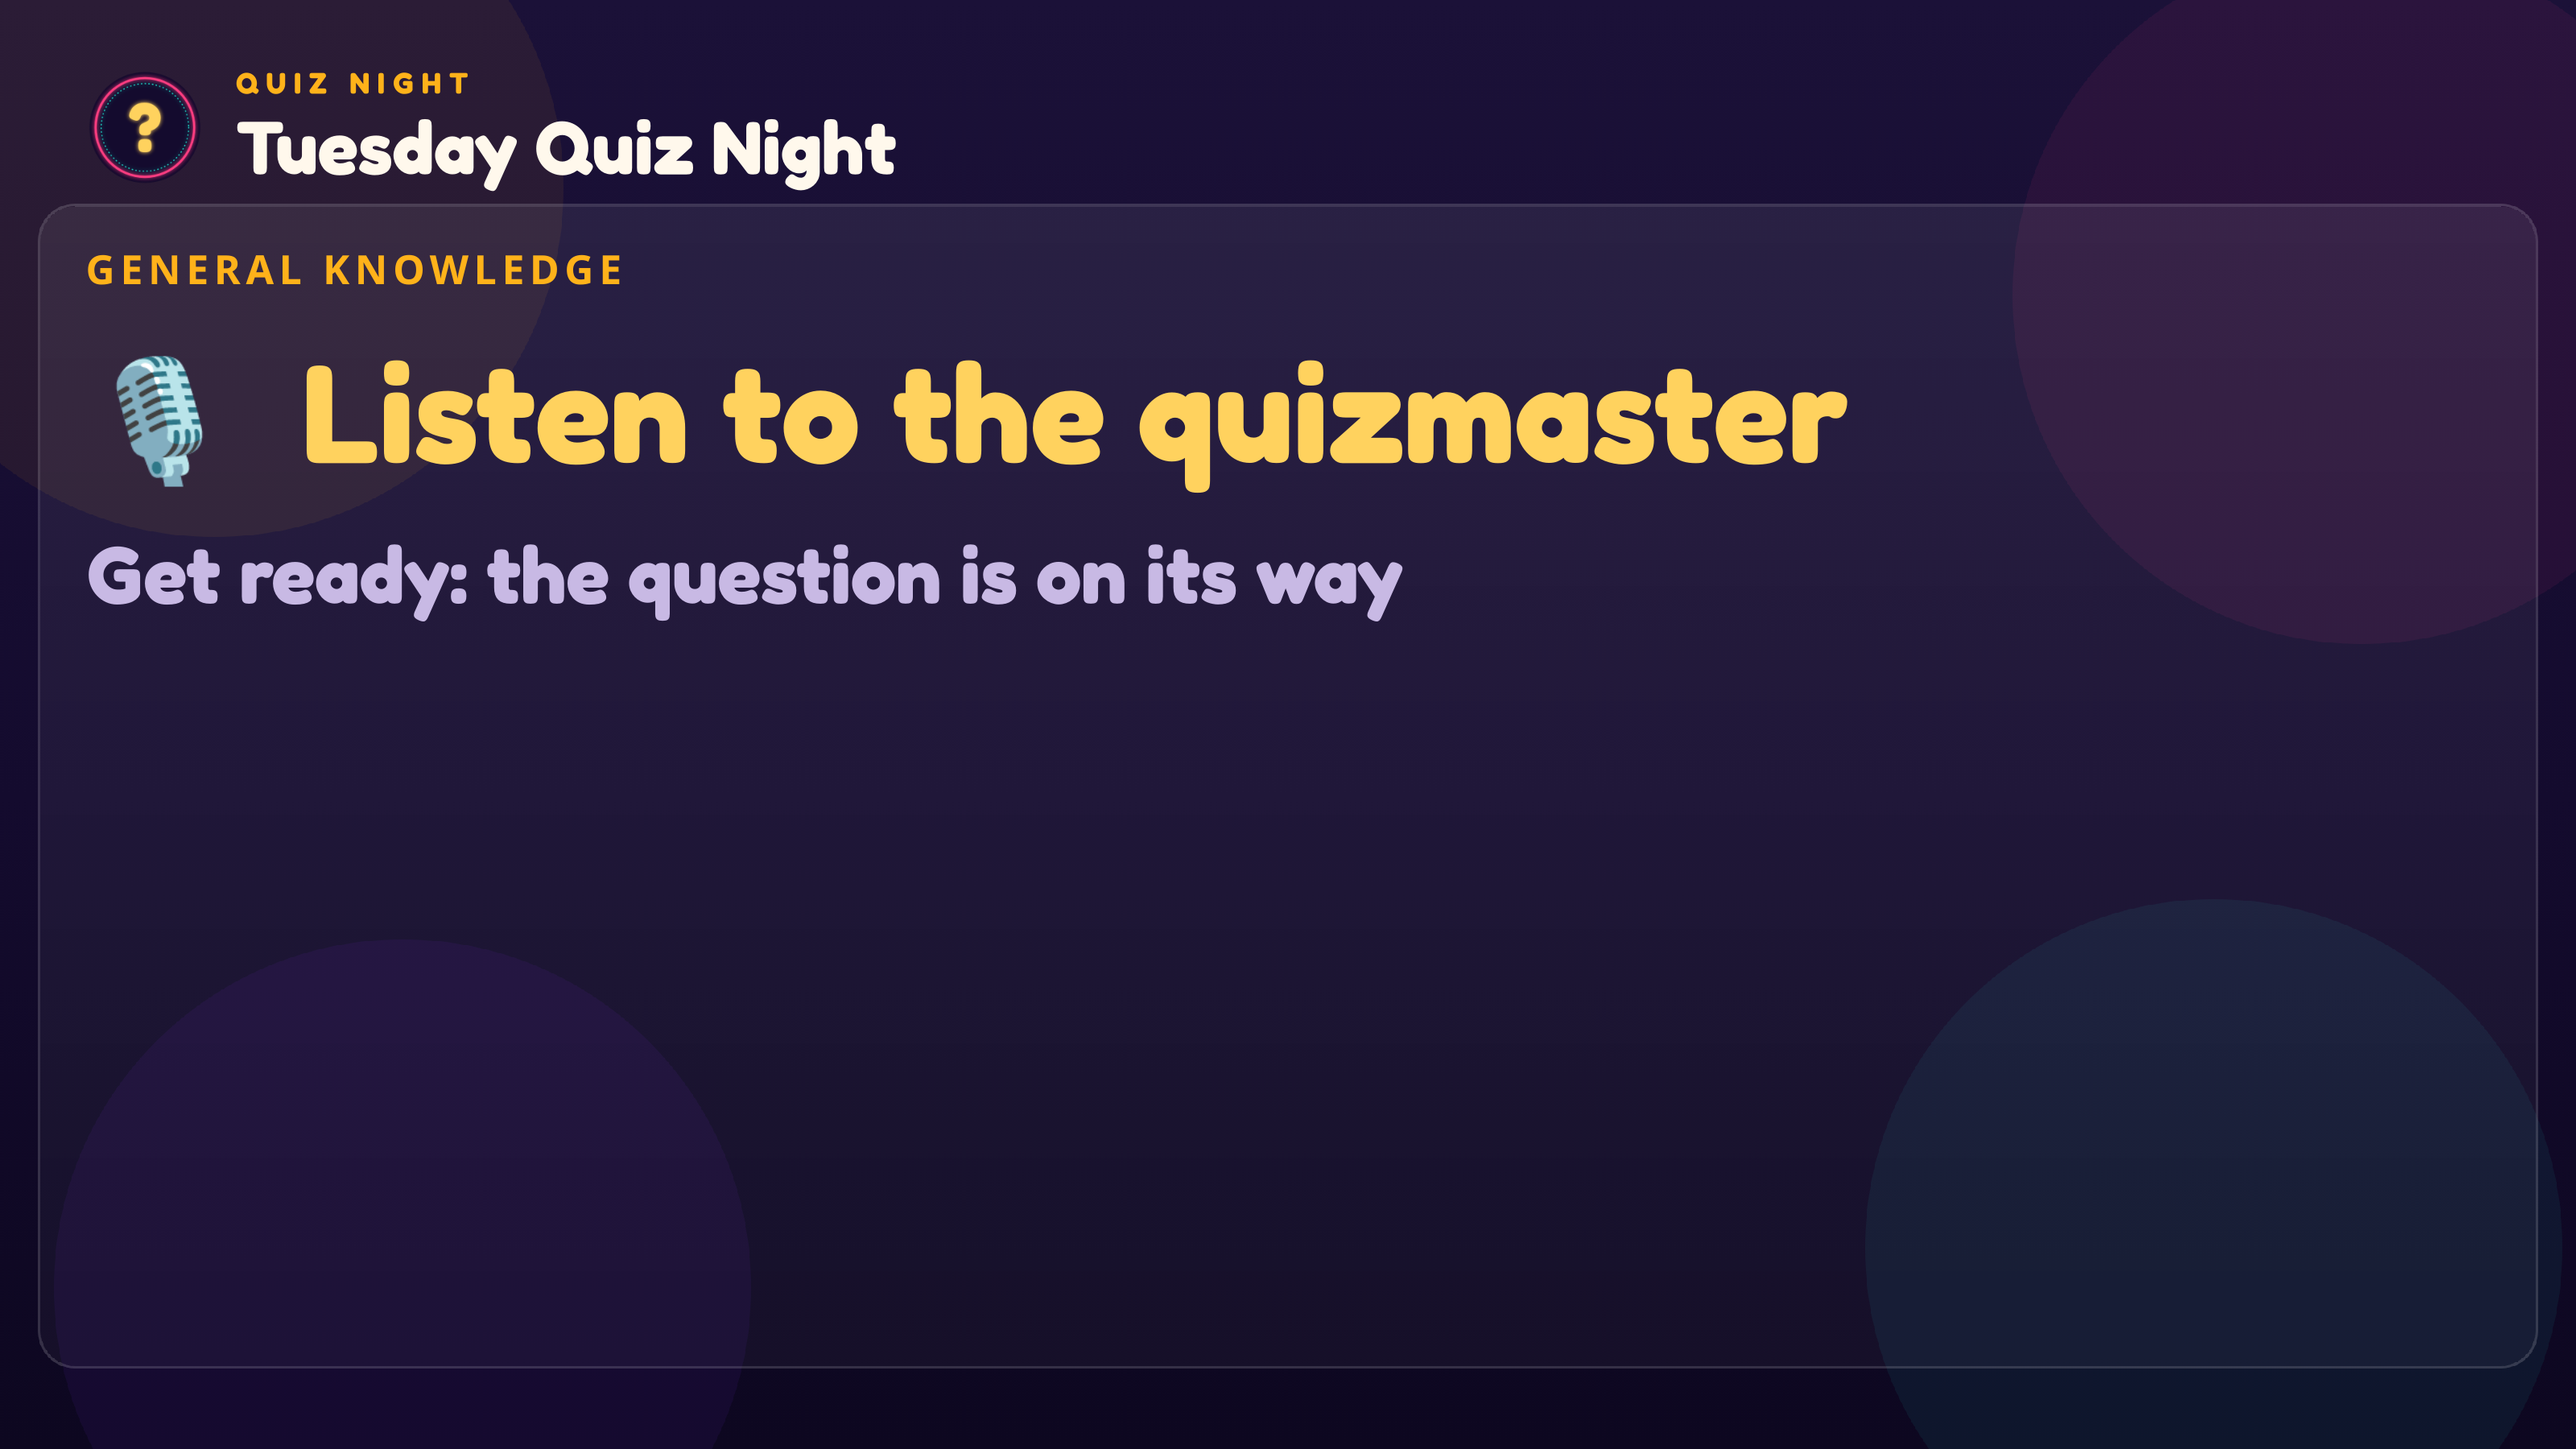 ?
QUIZ NIGHT
Tuesday Quiz Night
GENERAL KNOWLEDGE
Listen to the quizmaster
Get ready: the question is on its way